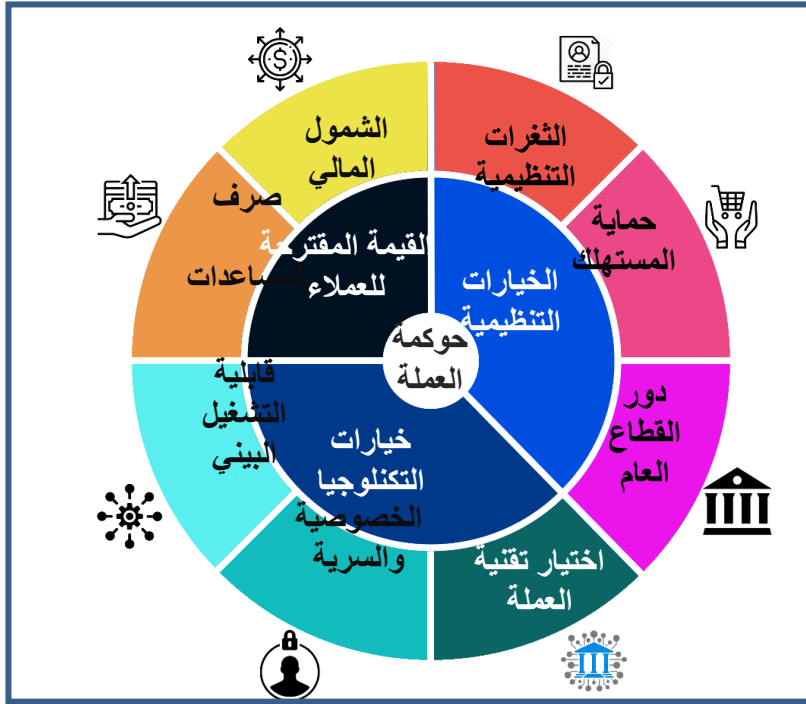 الثغرات
التنظيمية
حماية
المستهلك
دور
القطاع
العام
اختيار تقنية
العملة
الخصوصية
والسرية
قابلية
التشغيل
البيني
صرف
المساعدات
الشمول
المالي
الخيارات
التنظيمية
خيارات
التكنلوجيا
القيمة المقترحة
للعملاء
حوكمة
العملة